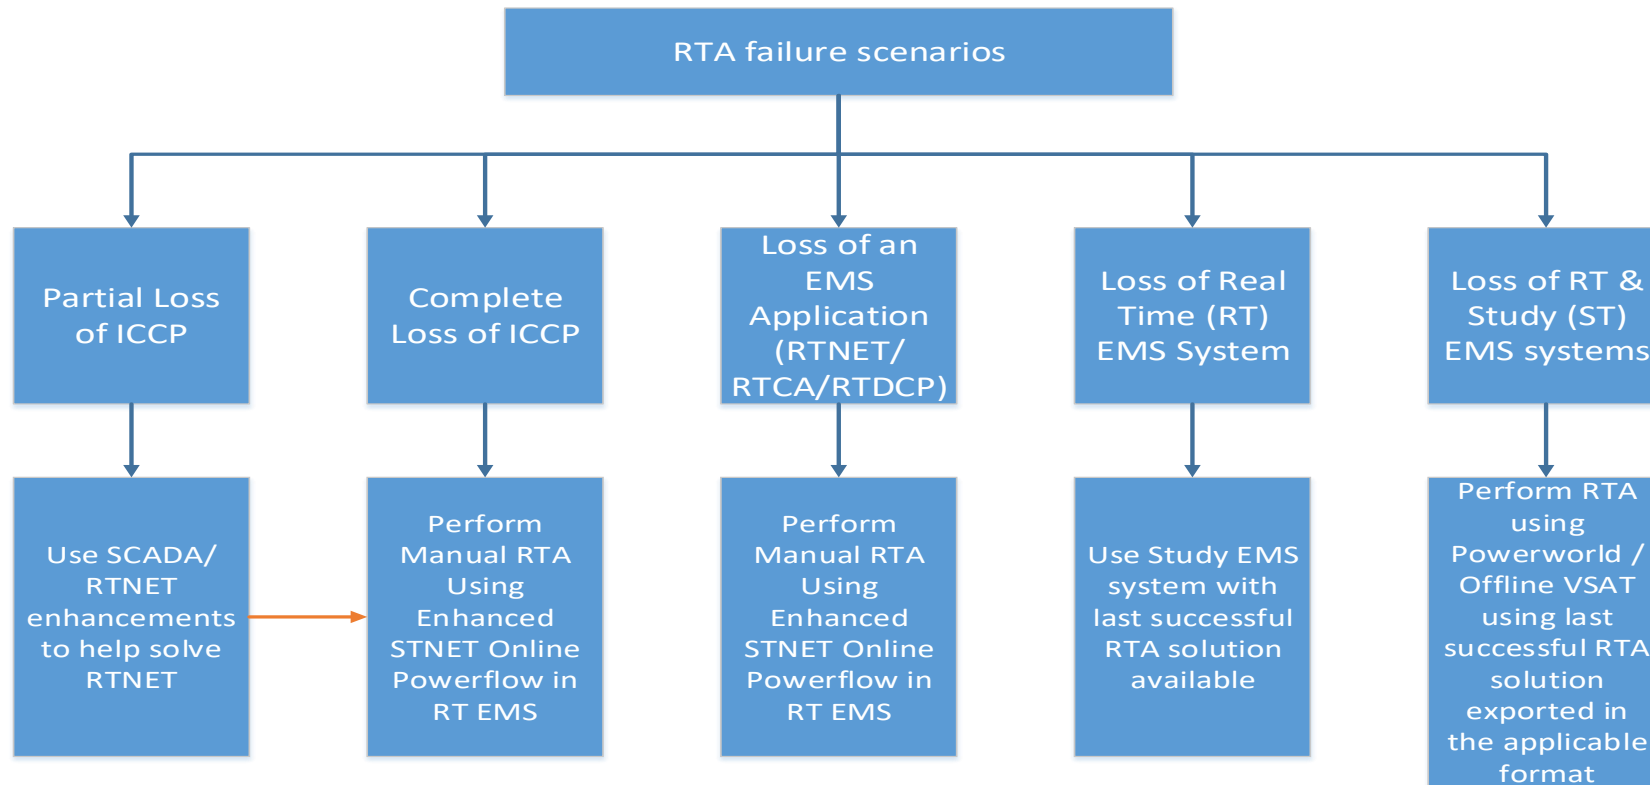 RTA failure scenarios
Partial Loss
of ICCP
Complete
Loss of ICCP
Loss of an
EMS
Application
(RTNET/
RTCA/RTDCP)
Loss of Real
Time (RT)
EMS System
Loss of RT &
Study (ST)
EMS systems
Use SCADA/
RTNET
enhancements
to help solve
RTNET
Perform
Manual RTA
Using
Enhanced
STNET Online
Powerflow in
RT EMS
Perform
Manual RTA
Using
Enhanced
STNET Online
Powerflow in
RT EMS
Use Study EMS
system with
last successful
RTA solution
available
Perform RTA
using
Powerworld /
Offline VSAT
using last
successful RTA
solution
exported in
the applicable
format